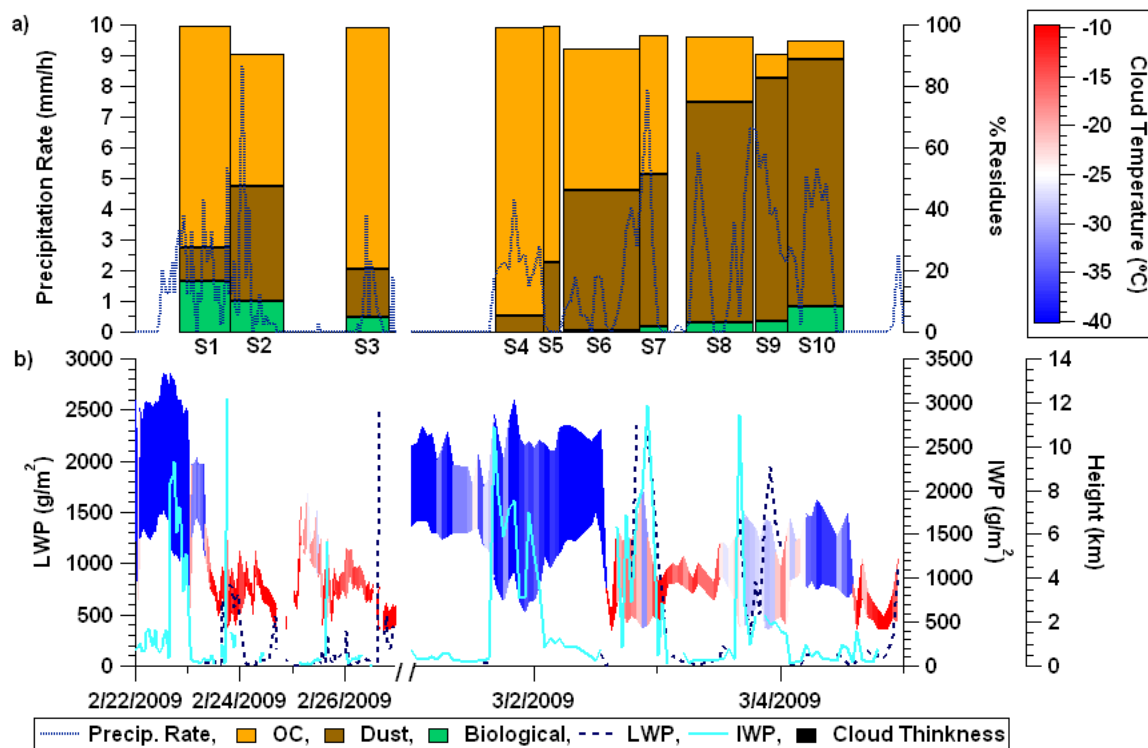 a)
Precipitation Rate (mm/h)
10
9
8
7
6
5
4
3
2
1
0
S1
S2
S3
S4
S5
S6
S7
S8
S9
S10
100
80
60
40
20
0
% Residues
-10
-15
-20
-25
-30
-35
-40
Cloud Temperature (ºC)
b)
LWP (g/m²)
3000
2500
2000
1500
1000
500
0
3500
3000
2500
2000
1500
1000
500
0
IWP (g/m²)
14
12
10
8
6
4
2
0
Height (km)
2/22/2009
2/24/2009
2/26/2009
3/2/2009
3/4/2009
Precip. Rate, OC, Dust, Biological, LWP, IWP, Cloud Thinkness